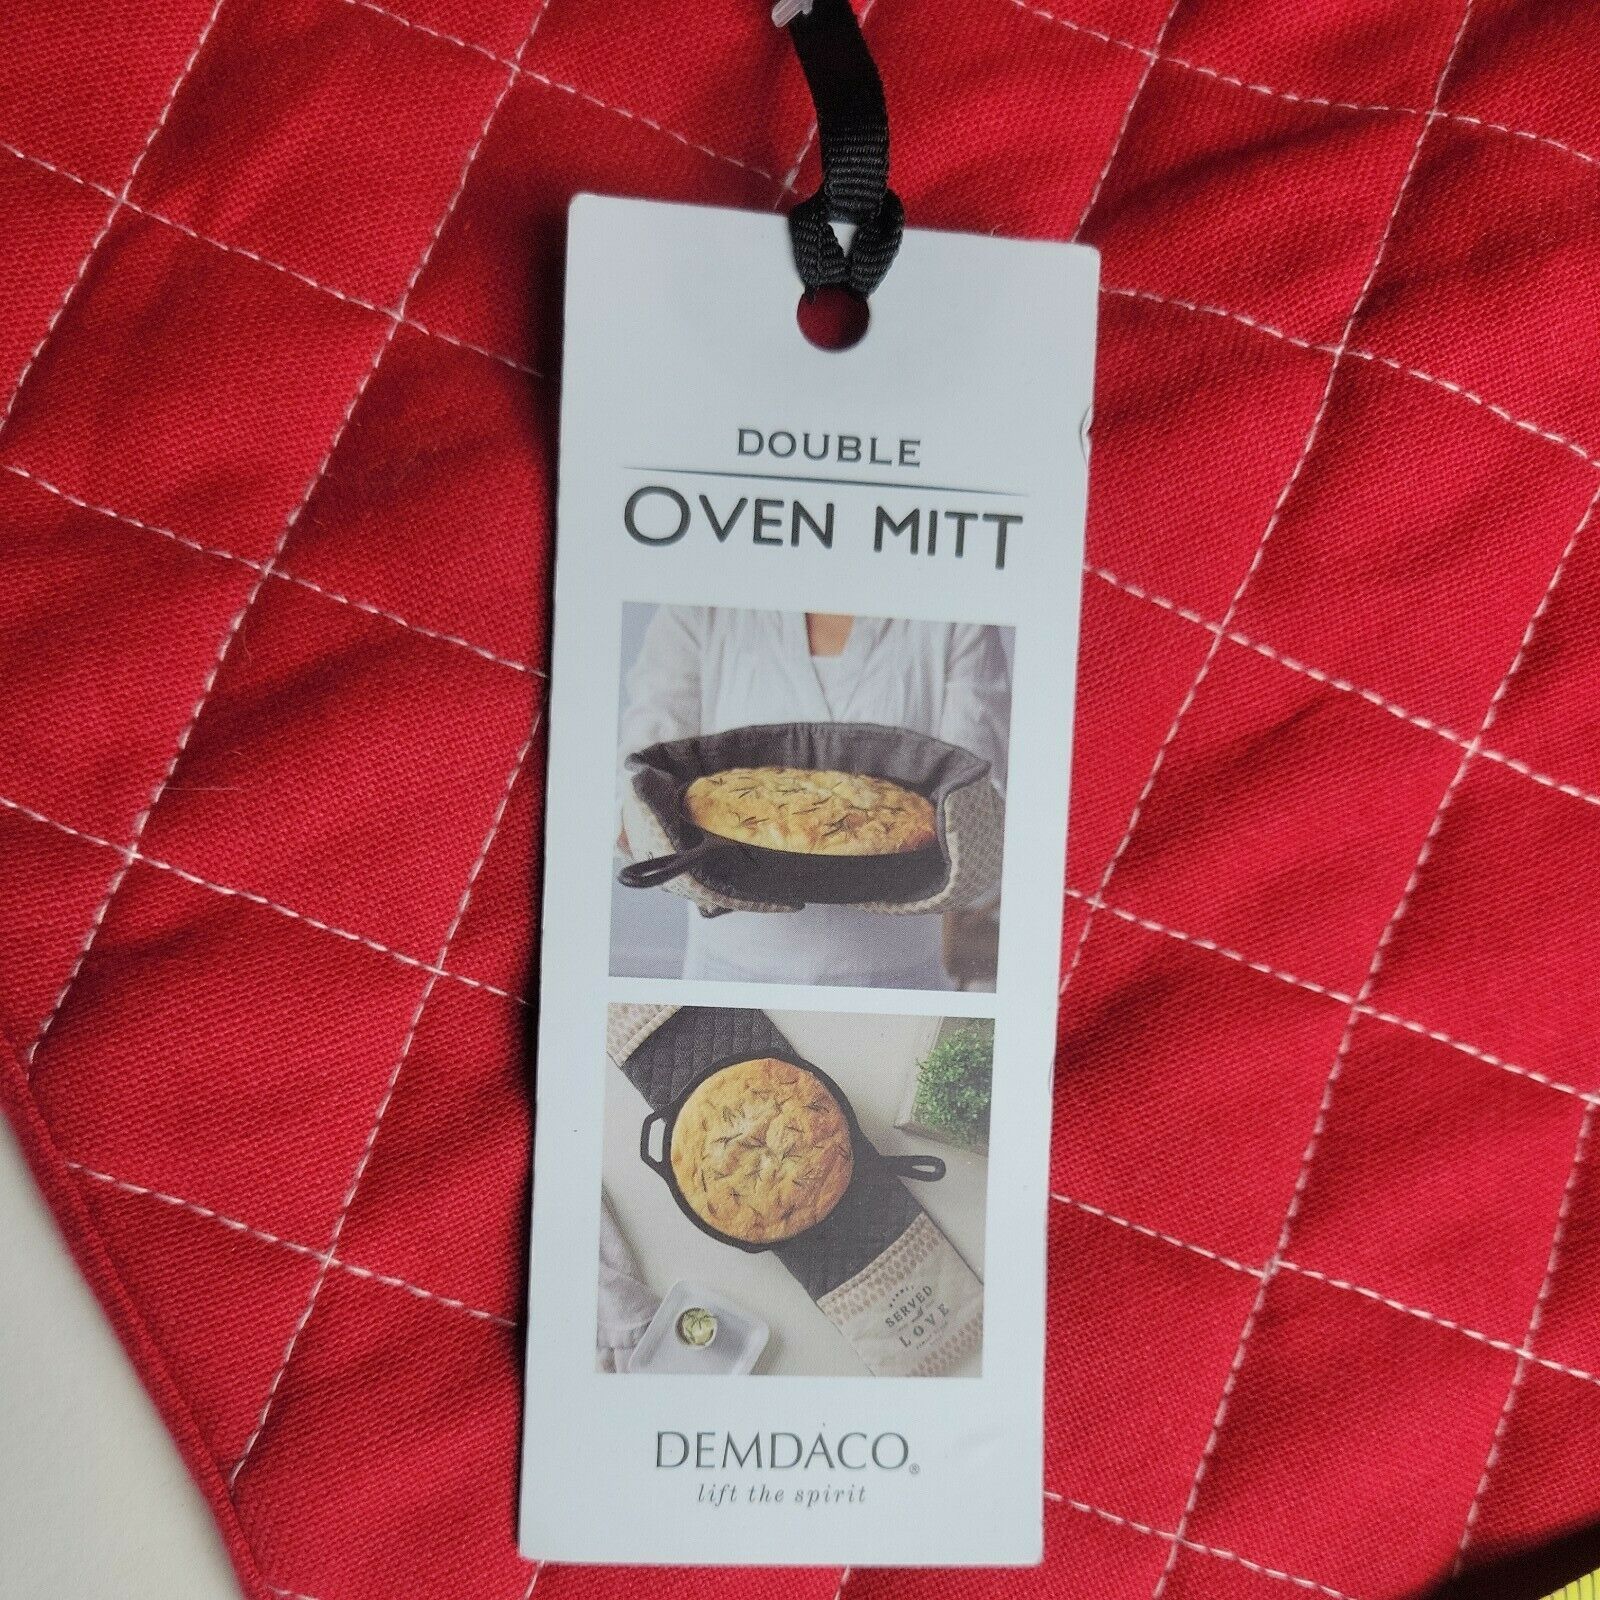 DOUBLE
OVEN MITT
SERVED
LOVE
DEMDACO®
lift the spirit